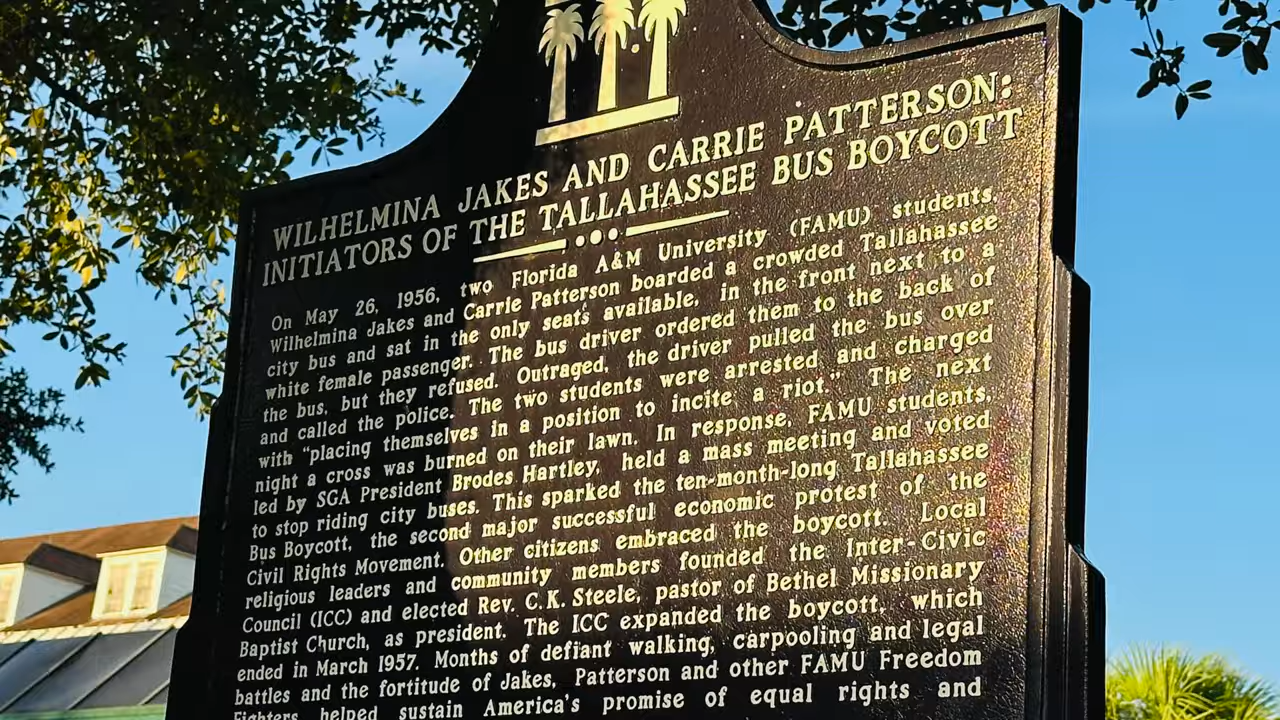 WILHELMINA JAKES AND CARRIE PATTERSON:
INITIATORS OF THE TALLAHASSEE BUS BOYCOTT
On May 26, 1956, two Florida A&M University (FAMU) students,
Wilhelmina Jakes and Carrie Patterson boarded a crowded Tallahassee
city bus and sat in the only seats available, in the front next to a
white female passenger. The bus driver ordered them to the back of
the bus, but they refused. Outraged, the driver pulled the bus over
and called the police. The two students were arrested and charged
with "placing themselves in a position to incite a riot." The next
night a cross was burned on their lawn. In response, FAMU students,
led by SGA President Brodes Hartley, held a mass meeting and voted
to stop riding city buses. This sparked the ten-month-long Tallahassee
Bus Boycott, the second major successful economic protest of the
Civil Rights Movement. Other citizens embraced the boycott. Local
religious leaders and community members founded the Inter-Civic
Council (ICC) and elected Rev. C.K. Steele, pastor of Bethel Missionary
Baptist Church, as president. The ICC expanded the boycott, which
ended in March 1957. Months of defiant walking, carpooling and legal
battles and the fortitude of Jakes, Patterson and other FAMU Freedom
Fighters helped sustain America's promise of equal rights and